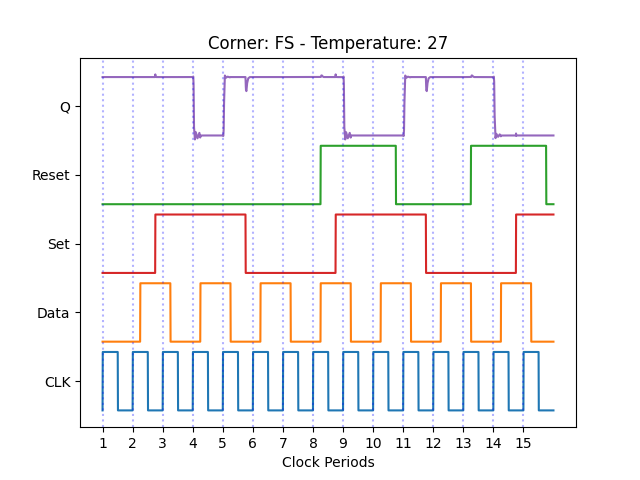 Corner: FS - Temperature: 27
Q
Reset
Set
Data
CLK
1 2 3 4 5 6 7 8 9 10 11 12 13 14 15
Clock Periods